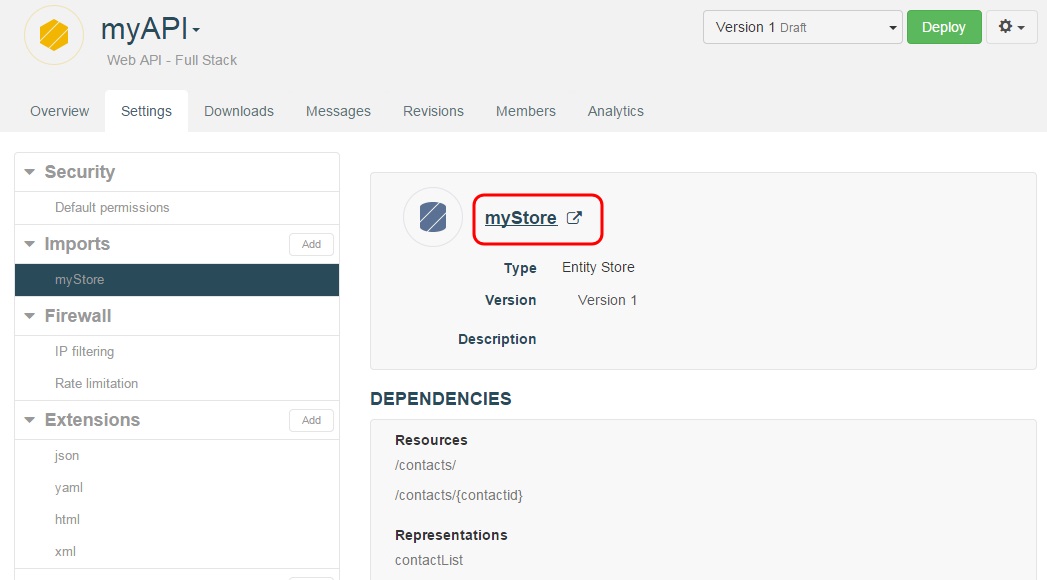 myAPI
Web API - Full Stack
Version 1 Draft
Deploy
Overview Settings Downloads Messages Revisions Members Analytics
Security
Default permissions
Imports Add
myStore
Firewall
IP filtering
Rate limitation
Extensions Add
json
yaml
html
xml
myStore
Type Entity Store
Version Version 1
Description
DEPENDENCIES
Resources
/contacts/
/contacts/{contactid}
Representations
contactList